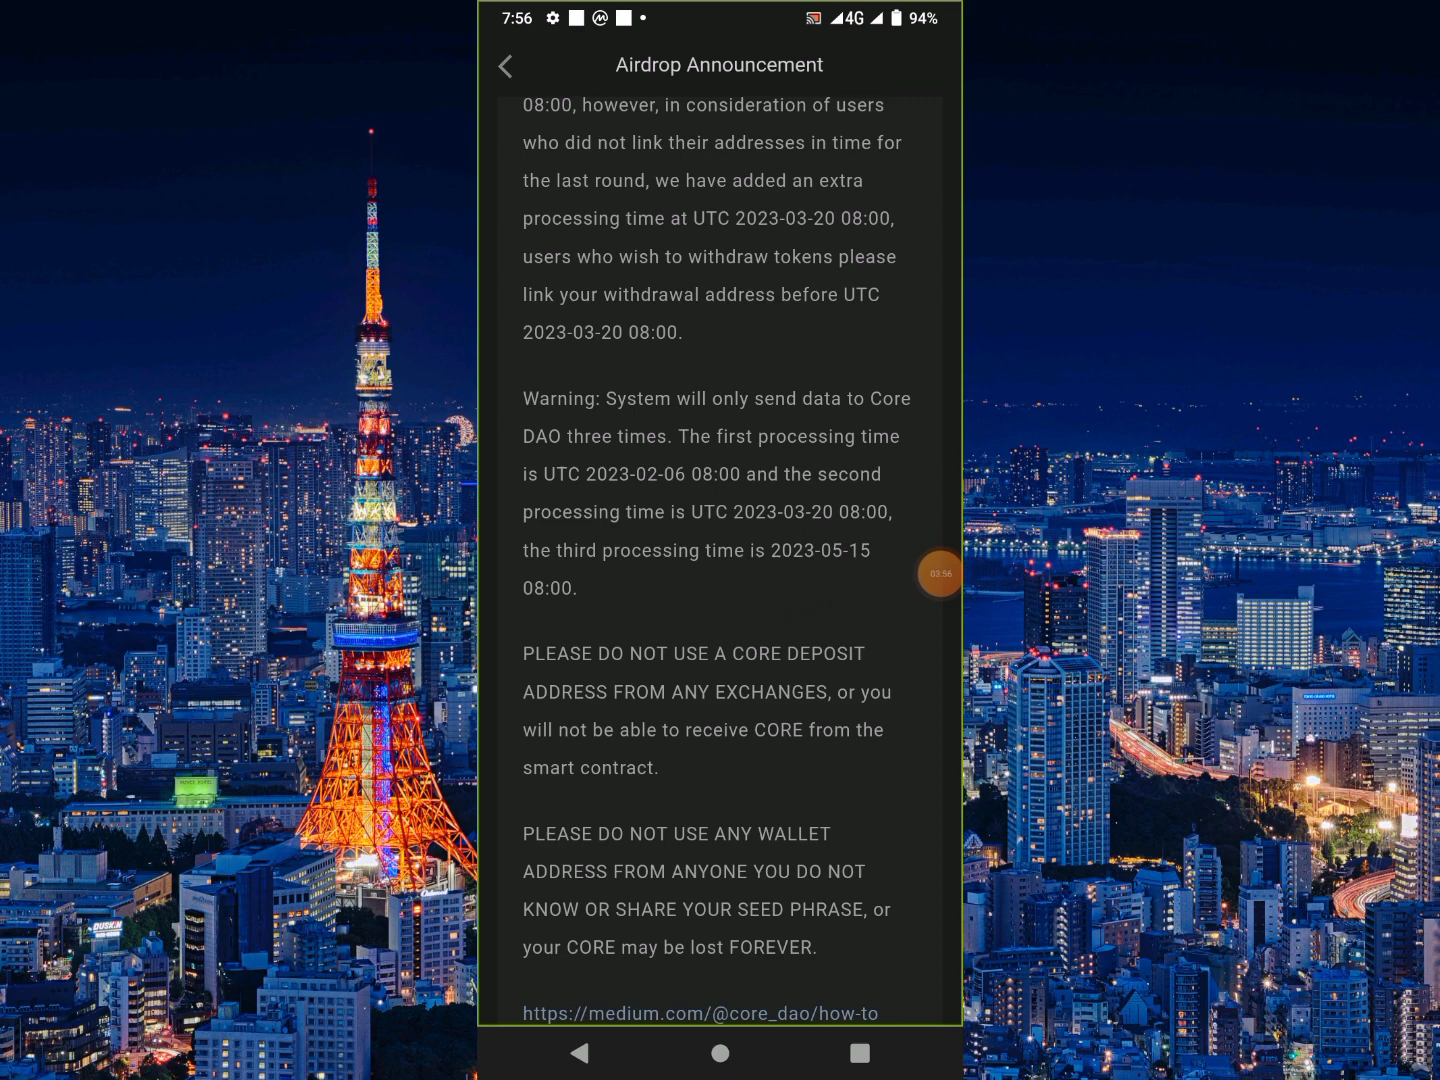 7:56
4G
94%
Airdrop Announcement
08:00, however, in consideration of users
who did not link their addresses in time for
the last round, we have added an extra
processing time at UTC 2023-03-20 08:00,
users who wish to withdraw tokens please
link your withdrawal address before UTC
2023-03-20 08:00.
Warning: System will only send data to Core
DAO three times. The first processing time
is UTC 2023-02-06 08:00 and the second
processing time is UTC 2023-03-20 08:00,
the third processing time is 2023-05-15
08:00.
03:56
PLEASE DO NOT USE A CORE DEPOSIT
ADDRESS FROM ANY EXCHANGES, or you
will not be able to receive CORE from the
smart contract.
PLEASE DO NOT USE ANY WALLET
ADDRESS FROM ANYONE YOU DO NOT
KNOW OR SHARE YOUR SEED PHRASE, or
your CORE may be lost FOREVER.
https://medium.com/@core_dao/how-to
DUSKIN